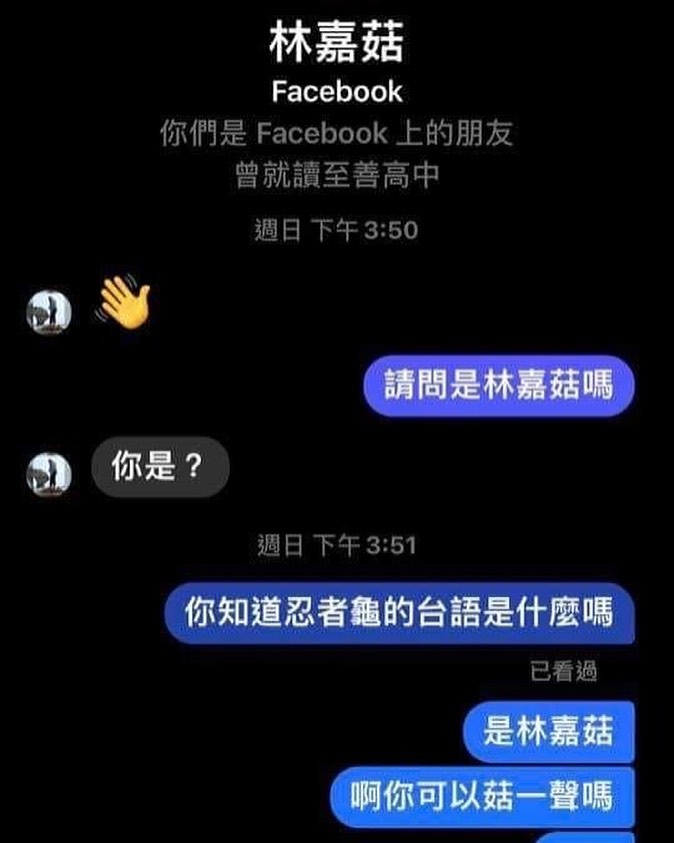 林嘉菇
Facebook
你們是 Facebook 上的朋友
曾就讀至善高中
週日 下午 3:50
請問是林嘉菇嗎
你是？
週日 下午 3:51
你知道忍者龜的台語是什麼嗎
已看過
是林嘉菇
啊你可以菇一聲嗎